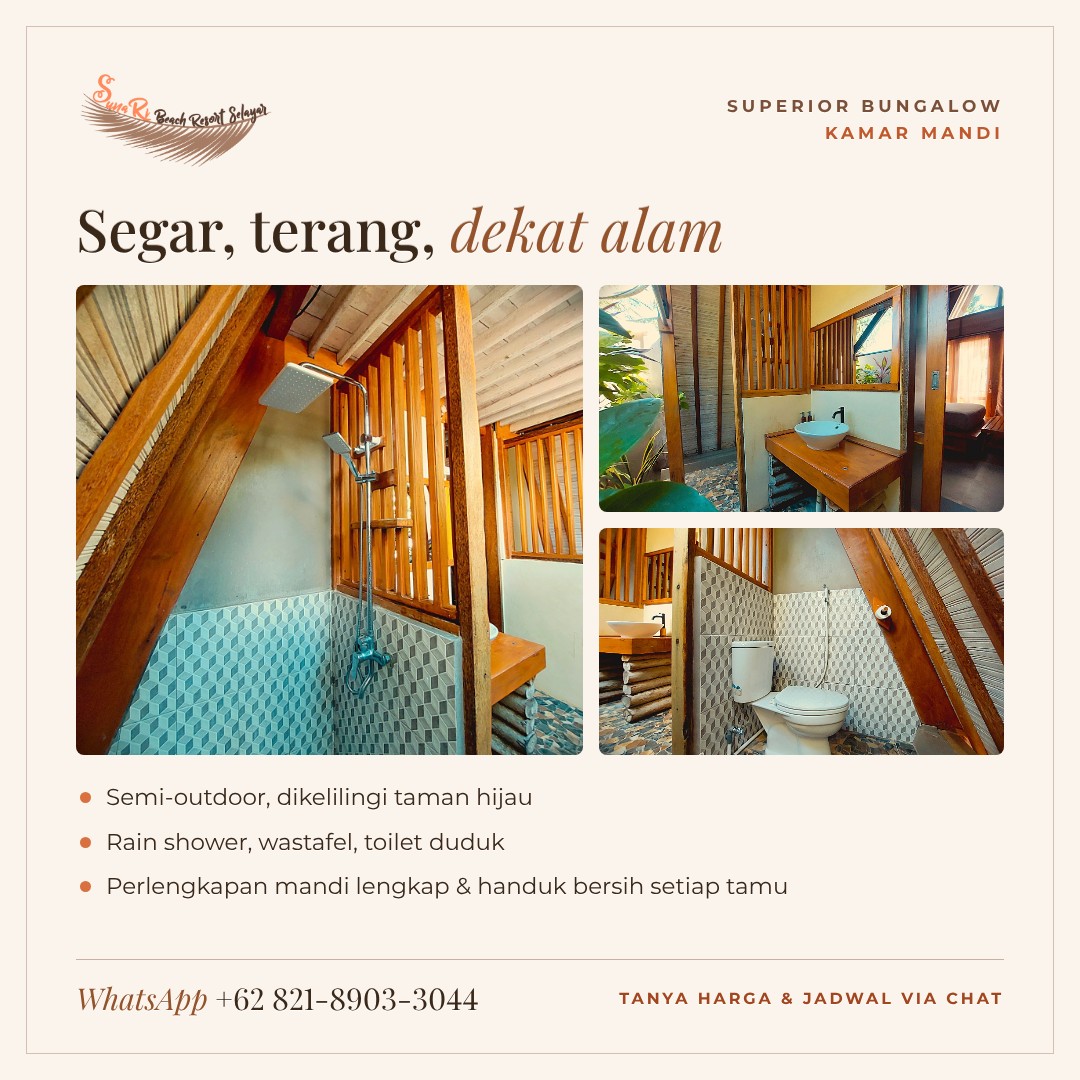 SunaRi Beach Resort Selayar
SUPERIOR BUNGALOW
KAMAR MANDI
Segar, terang, dekat alam
Semi-outdoor, dikelilingi taman hijau
Rain shower, wastafel, toilet duduk
Perlengkapan mandi lengkap & handuk bersih setiap tamu
WhatsApp +62 821-8903-3044
TANYA HARGA & JADWAL VIA CHAT